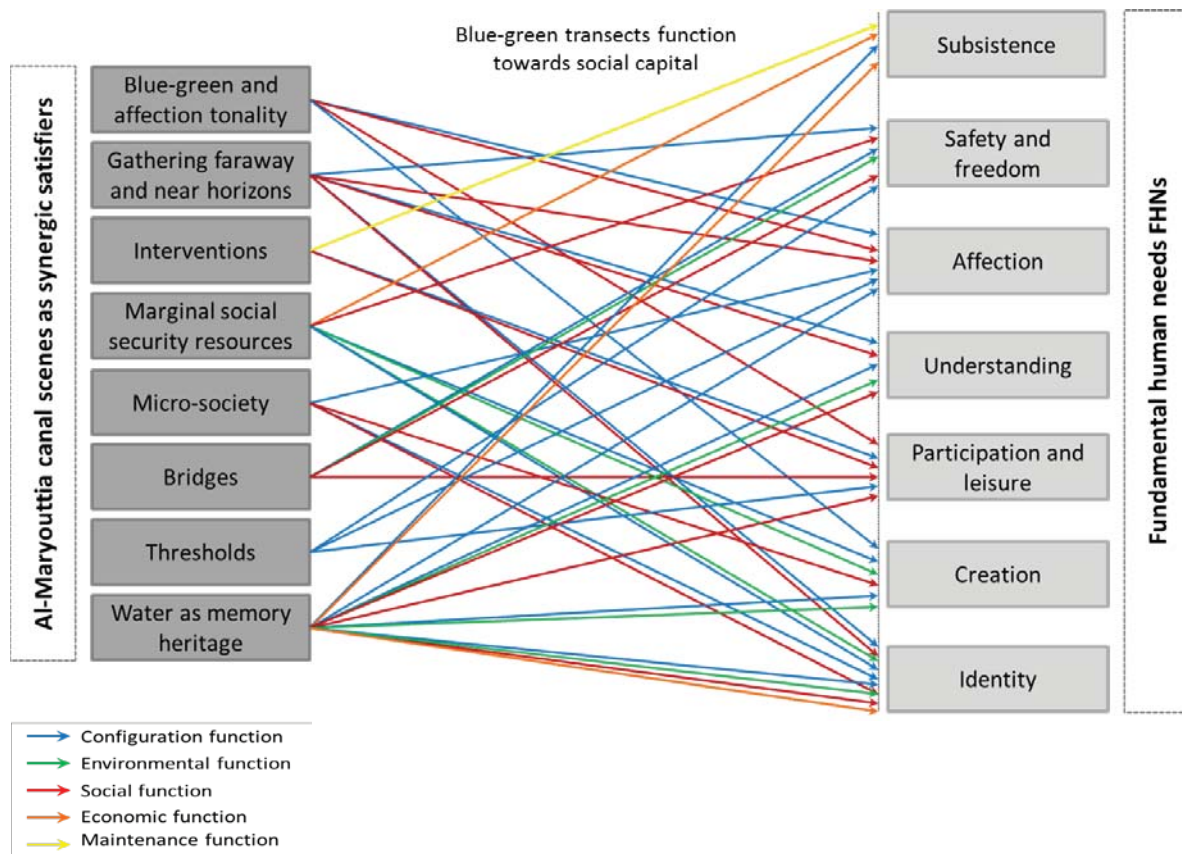 Blue-green transects function
towards social capital
Al-Maryouttia canal scenes as synergic satisfiers
Blue-green and
affection tonality
Gathering faraway
and near horizons
Interventions
Marginal social
security resources
Micro-society
Bridges
Thresholds
Water as memory
heritage
Subsistence
Safety and
freedom
Affection
Understanding
Participation and
leisure
Creation
Identity
Fundamental human needs FHNs
Configuration function
Environmental function
Social function
Economic function
Maintenance function